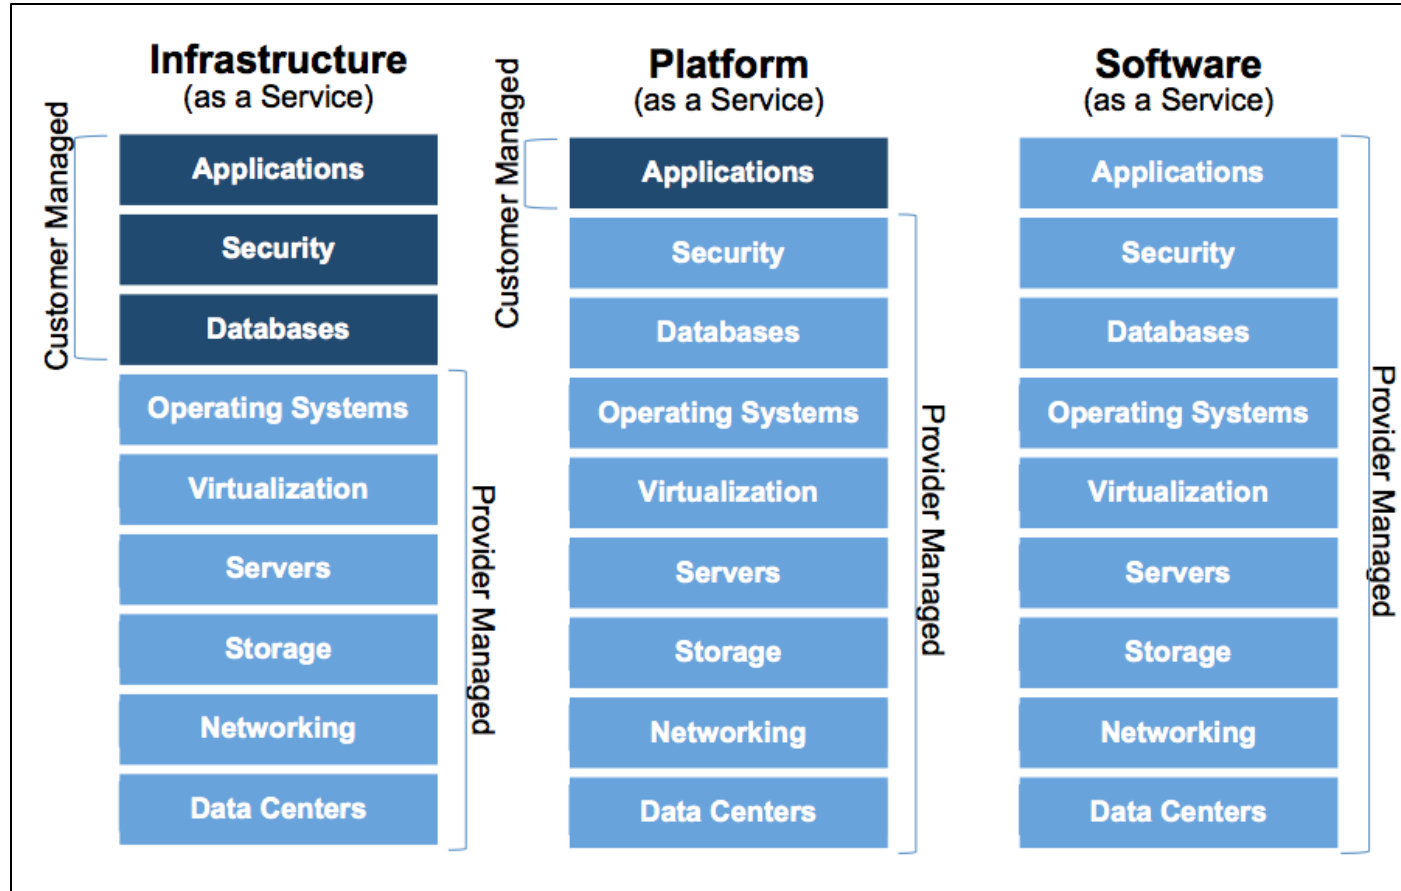 Infrastructure
(as a Service)
Customer Managed
Applications
Security
Databases
Operating Systems
Virtualization
Servers
Storage
Networking
Data Centers
Provider Managed
Platform
(as a Service)
Customer Managed
Applications
Security
Databases
Operating Systems
Virtualization
Servers
Storage
Networking
Data Centers
Provider Managed
Software
(as a Service)
Applications
Security
Databases
Operating Systems
Virtualization
Servers
Storage
Networking
Data Centers
Provider Managed